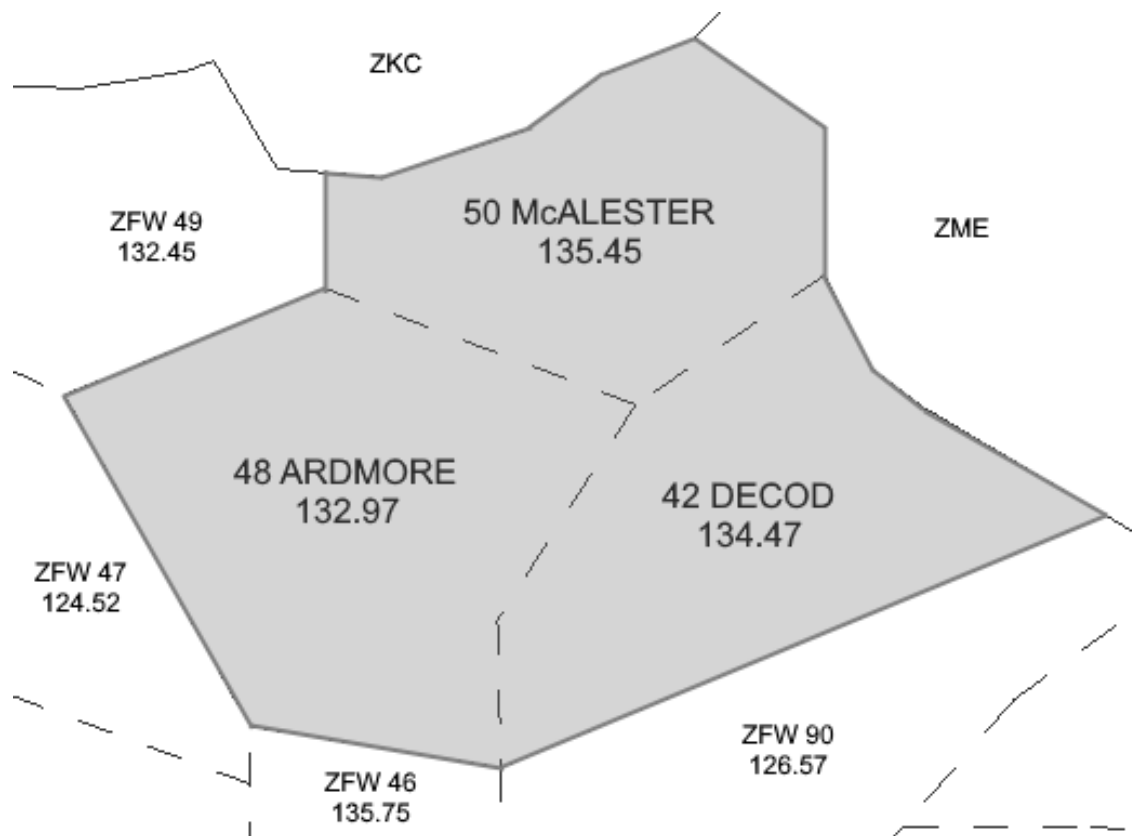 ZKC
50 McALESTER
135.45
ZFW 49
132.45
ZME
48 ARDMORE
132.97
42 DECOD
134.47
ZFW 47
124.52
ZFW 90
126.57
ZFW 46
135.75